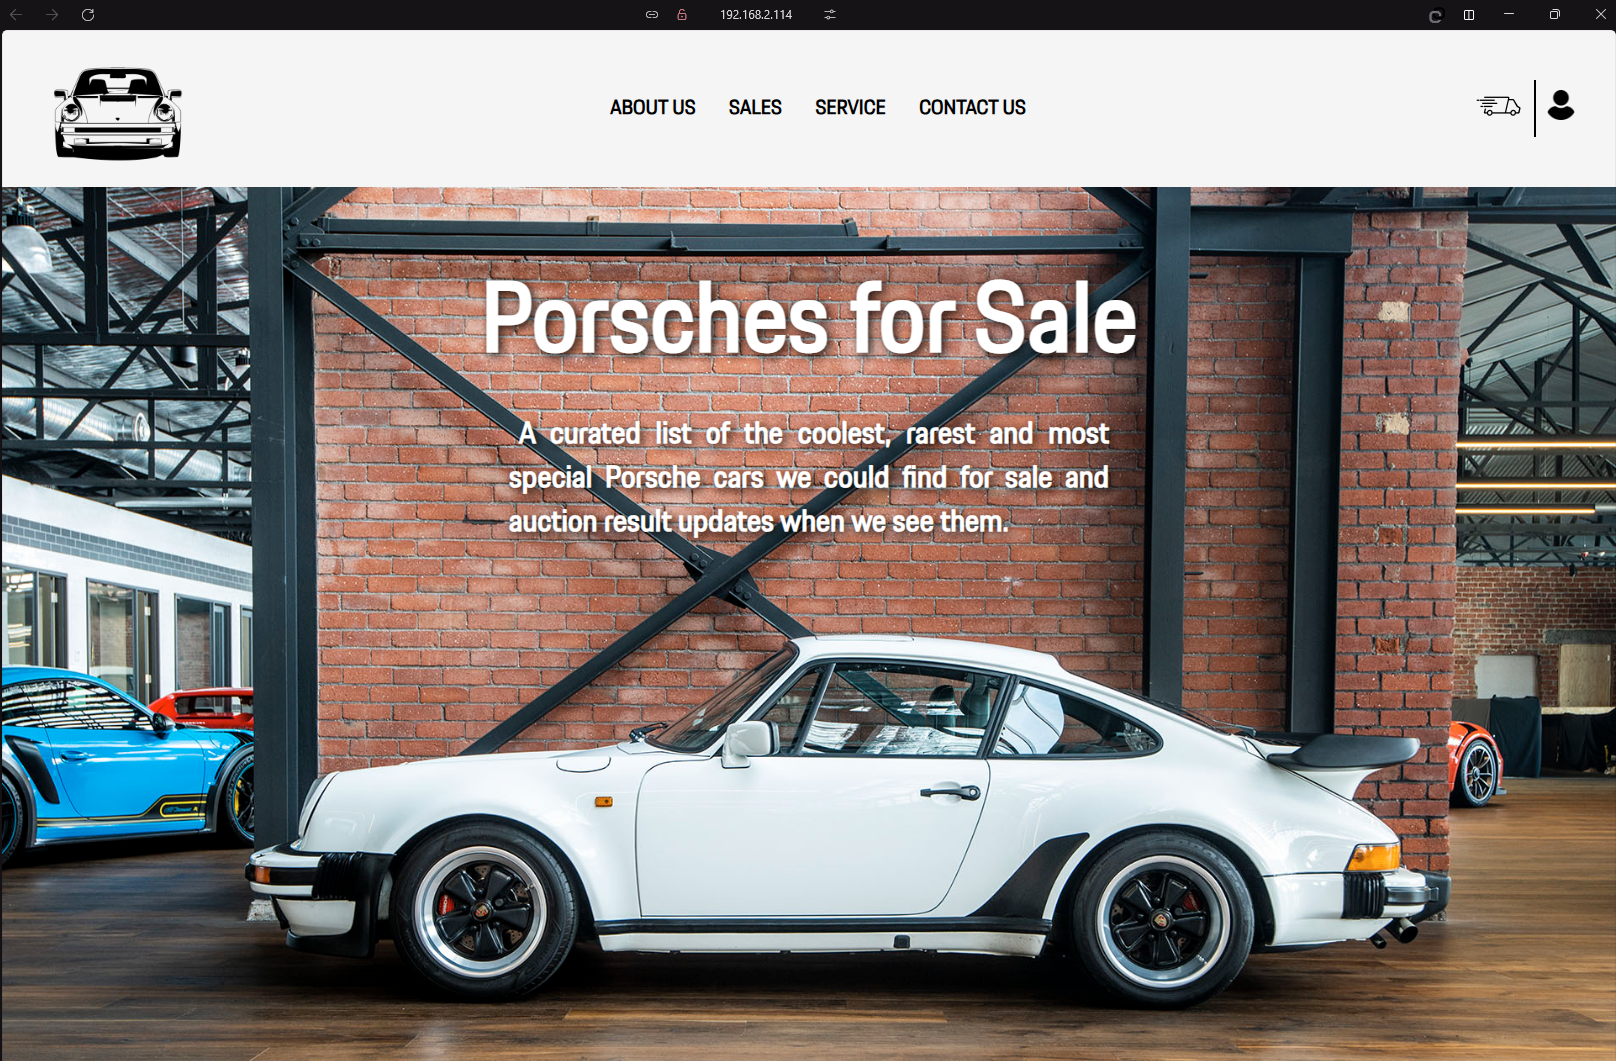 192.168.2.114
ABOUT US SALES SERVICE CONTACT US
Porsches for Sale
A curated list of the coolest, rarest and most
special Porsche cars we could find for sale and
auction result updates when we see them.